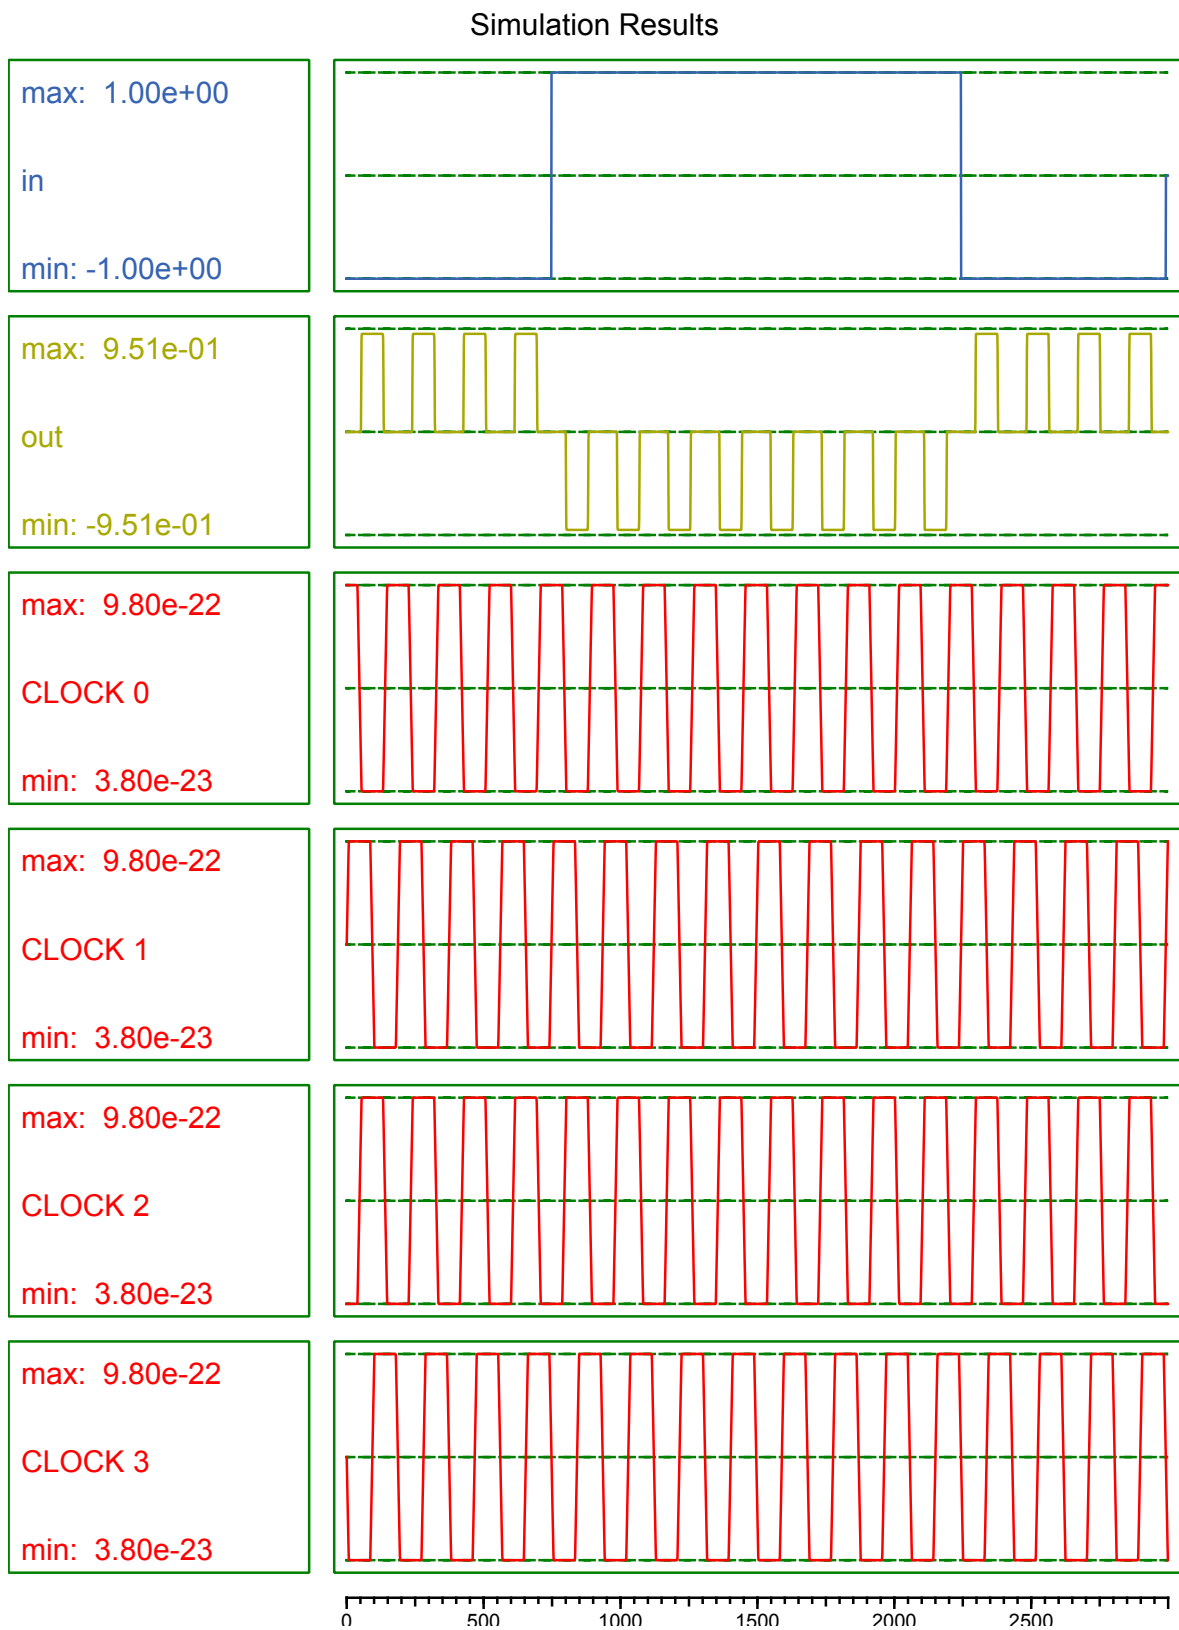 Simulation Results
max: 1.00e+00
in
min: -1.00e+00
max: 9.51e-01
out
min: -9.51e-01
max: 9.80e-22
CLOCK 0
min: 3.80e-23
max: 9.80e-22
CLOCK 1
min: 3.80e-23
max: 9.80e-22
CLOCK 2
min: 3.80e-23
max: 9.80e-22
CLOCK 3
min: 3.80e-23
0 500 1000 1500 2000 2500